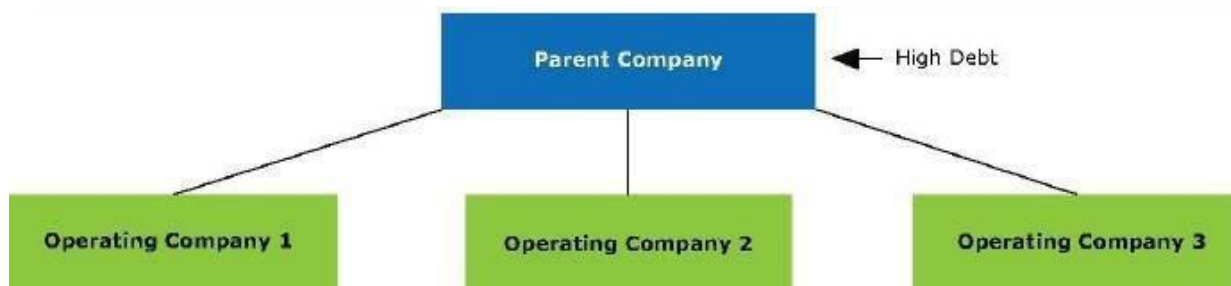 Parent Company
High Debt
Operating Company 1
Operating Company 2
Operating Company 3